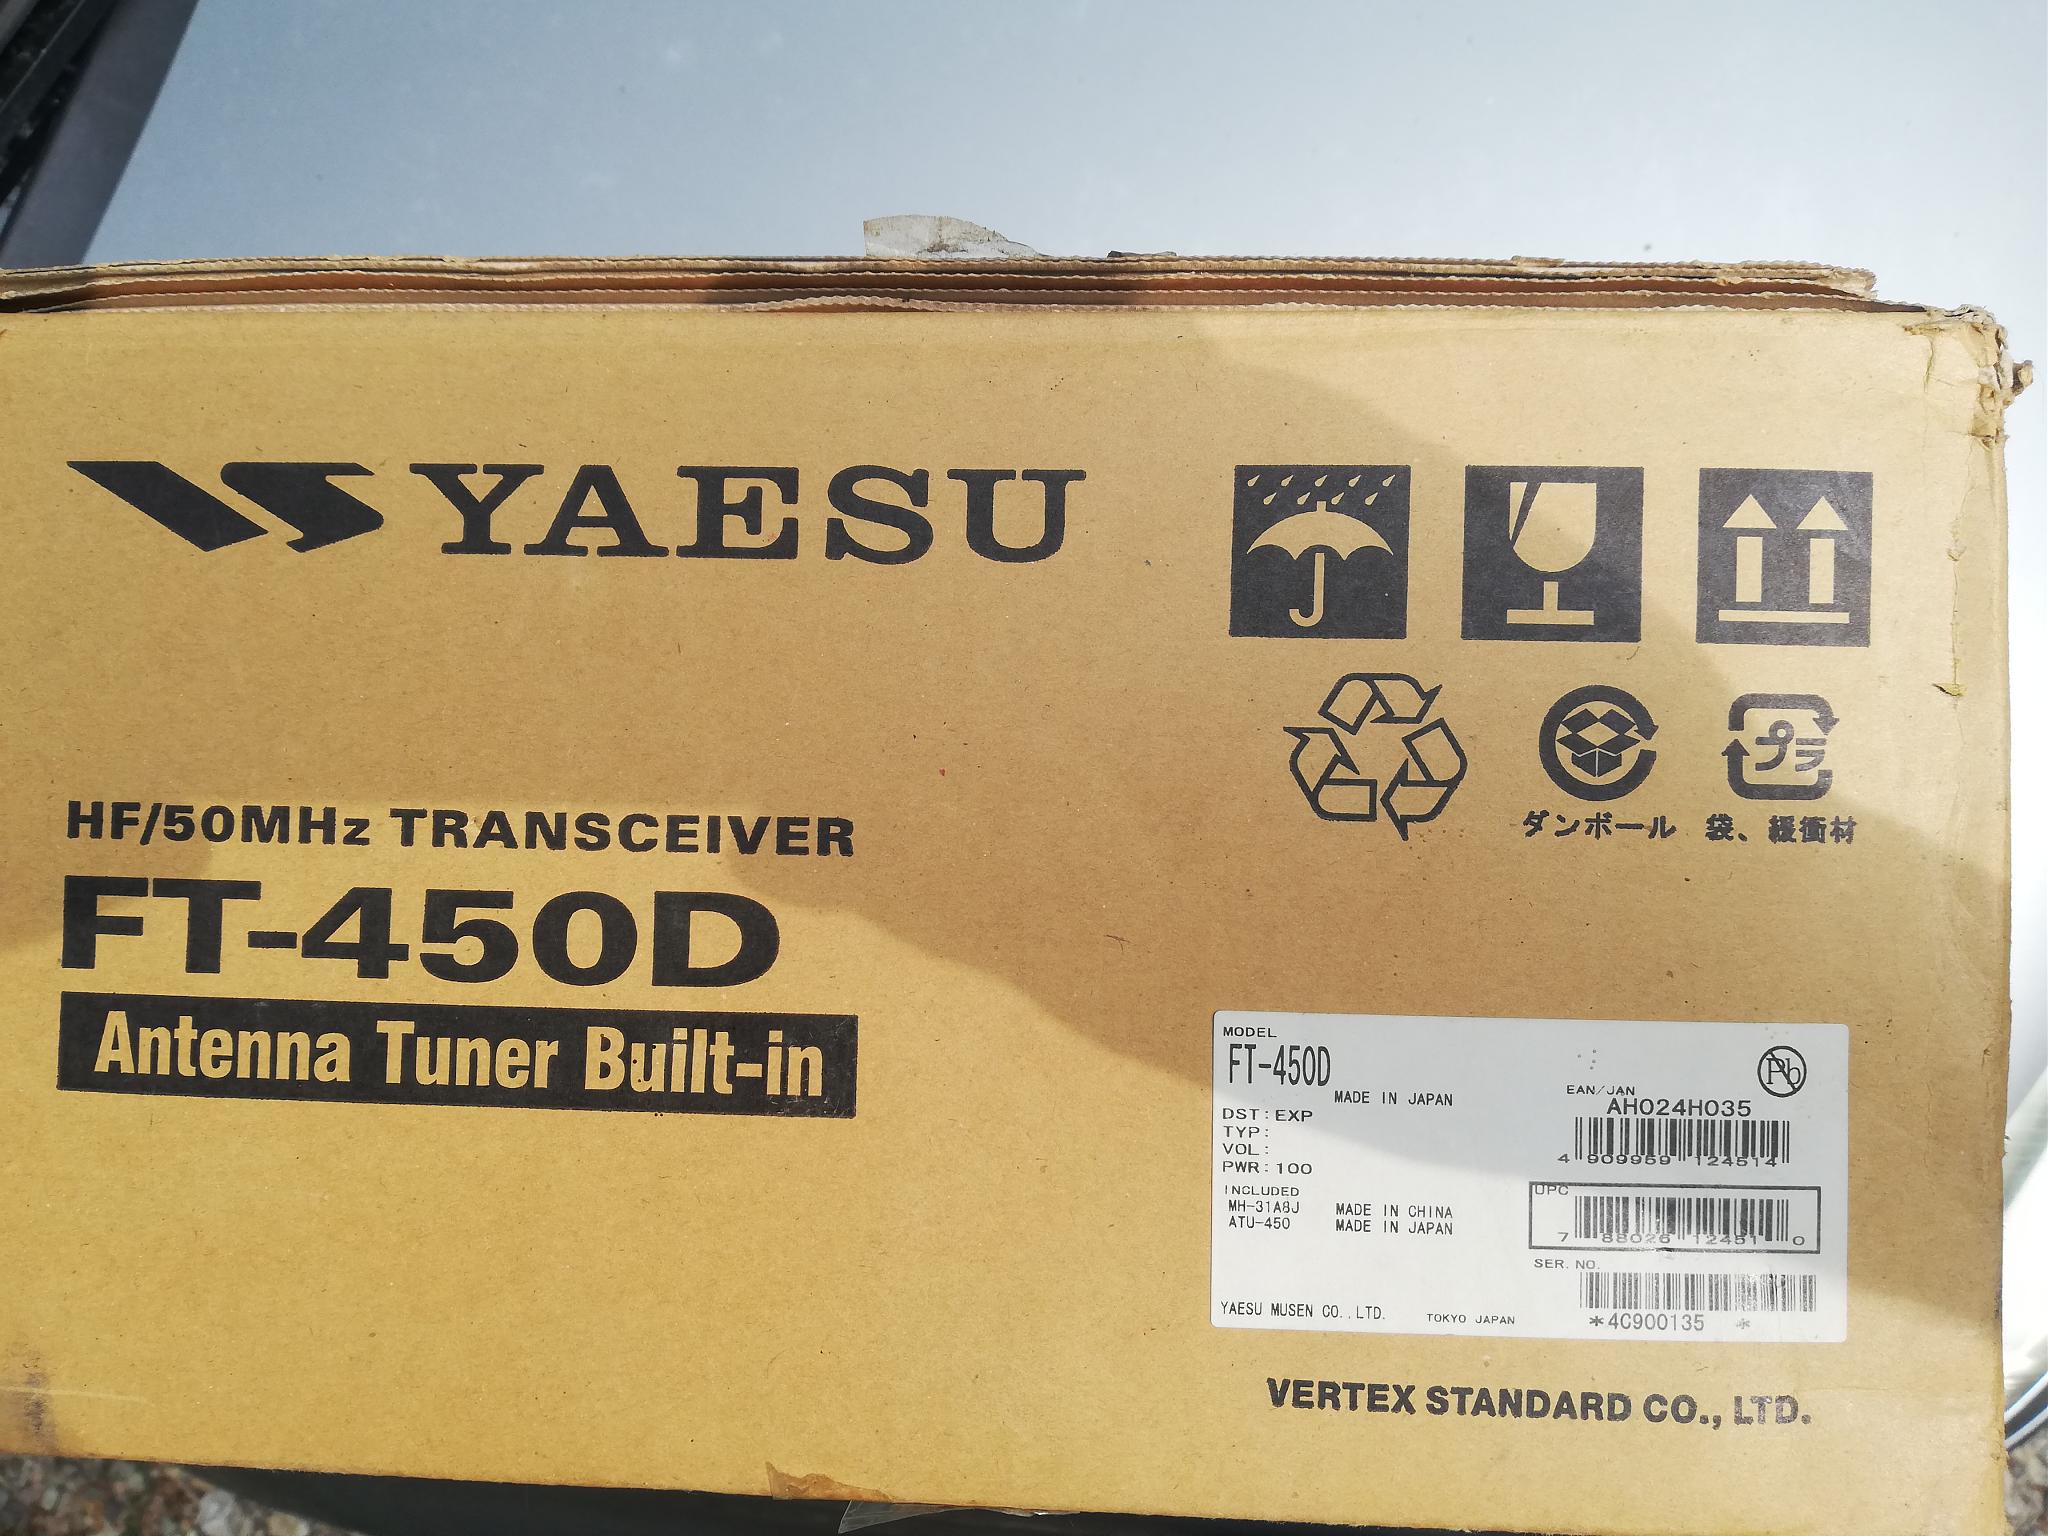 YAESU
HF/50MHz TRANSCEIVER
FT-450D
Antenna Tuner Built-in
プラ
ダンボール 袋、緩衝材
MODEL
FT-450D
MADE IN JAPAN
DST: EXP
TYP:
VOL:
PWR: 100
INCLUDED
MH-31A8J MADE IN CHINA
ATU-450 MADE IN JAPAN
YAESU MUSEN CO.,LTD. TOKYO JAPAN
Pb
EAN/JAN
AH024H035
4 909959 124514
UPC
7 88026 12451 0
SER. NO.
*4C900135 *
VERTEX STANDARD CO., LTD.